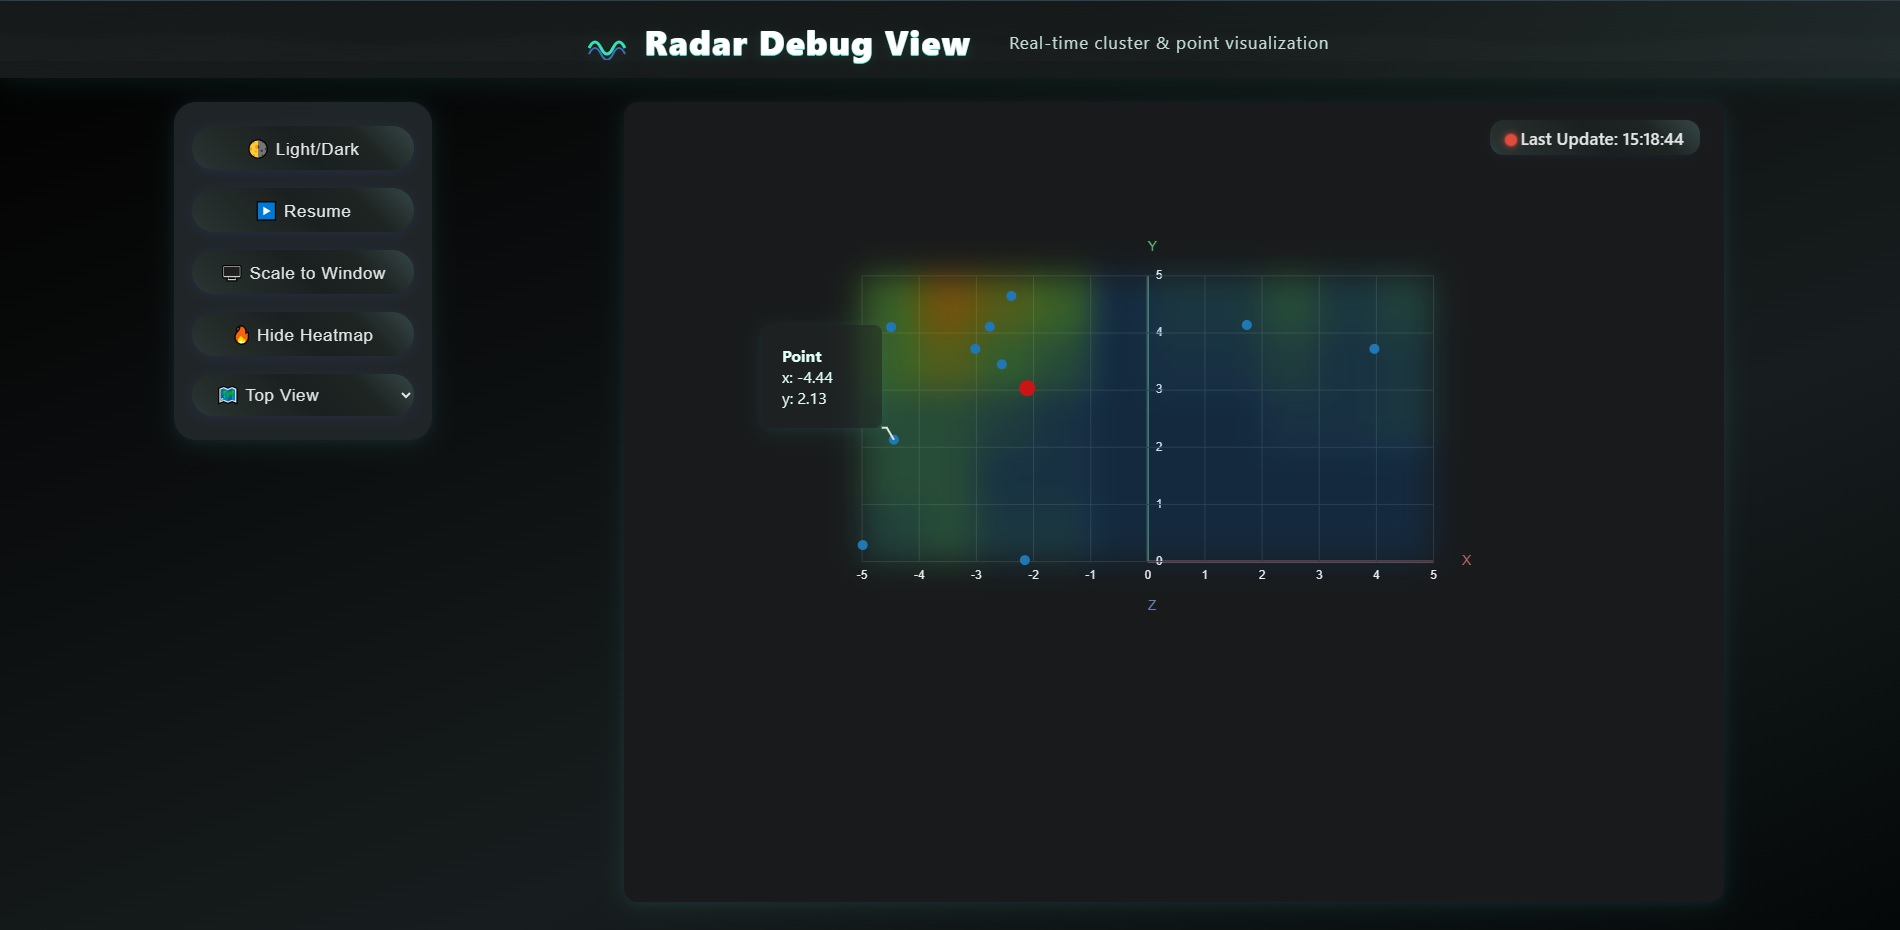 Radar Debug View
Real-time cluster & point visualization
Light/Dark
Resume
Scale to Window
Hide Heatmap
Top View
Last Update: 15:18:44
Y
5
4
3
2
1
0
Point
x: -4.44
y: 2.13
-5 -4 -3 -2 -1 0 1 2 3 4 5
X
Z